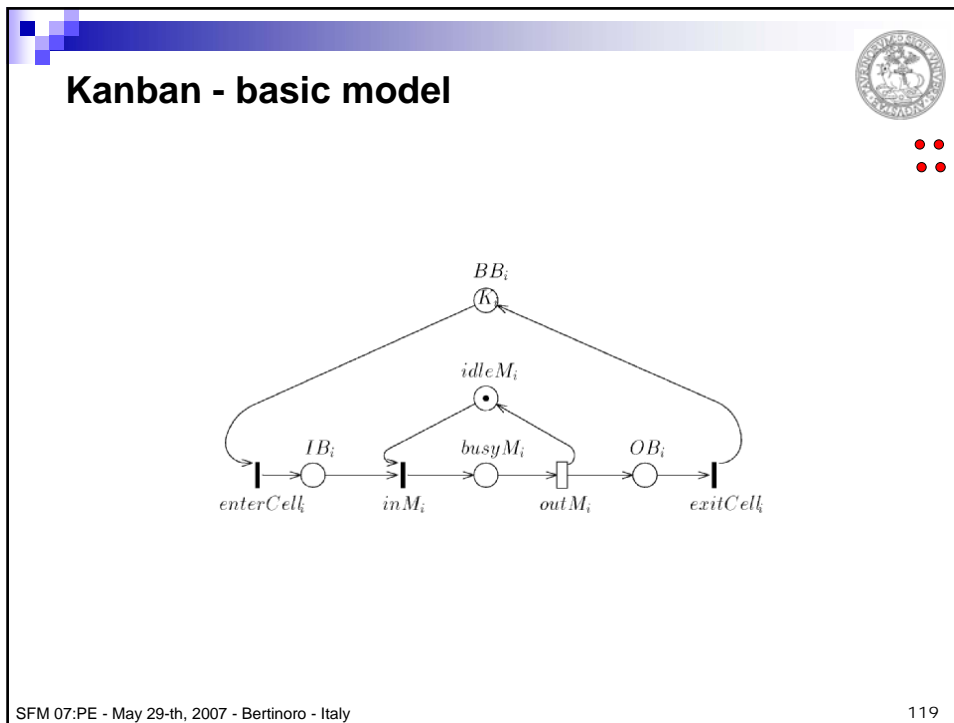 Kanban - basic model
BB_i
K_i
idleM_i
IB_i busyM_i OB_i
enterCell_i inM_i outM_i exitCell_i
SFM 07:PE - May 29-th, 2007 - Bertinoro - Italy 119